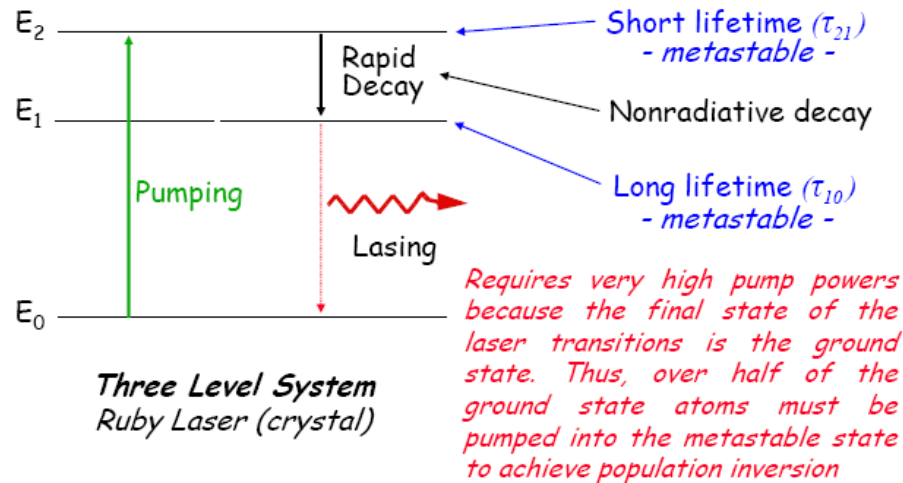 E2
Short lifetime (τ21)
- metastable -
Rapid
Decay
Nonradiative decay
E1
Pumping
Long lifetime (τ10)
- metastable -
Lasing
E0
Requires very high pump powers
because the final state of the
laser transitions is the ground
state. Thus, over half of the
ground state atoms must be
pumped into the metastable state
to achieve population inversion
Three Level System
Ruby Laser (crystal)